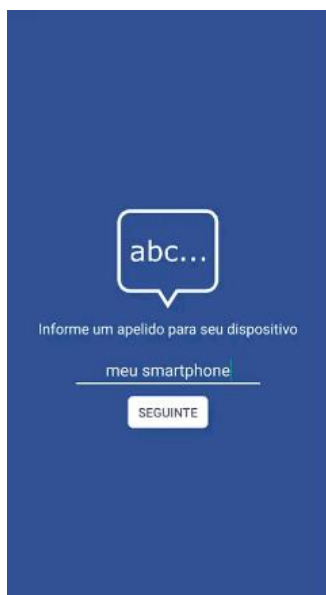 abc...
Informe um apelido para seu dispositivo
meu smartphone
SEGUINTE